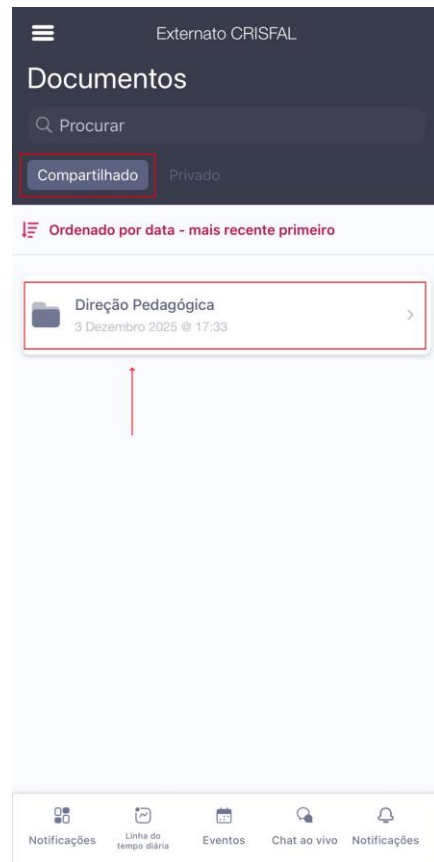 Externato CRISFAL
Documentos
Procurar
Compartilhado
Privado
Ordenado por data - mais recente primeiro
Direção Pedagógica
3 Dezembro 2025 @ 17:33
Notificações
Linha do
tempo diária
Eventos
Chat ao vivo
Notificações